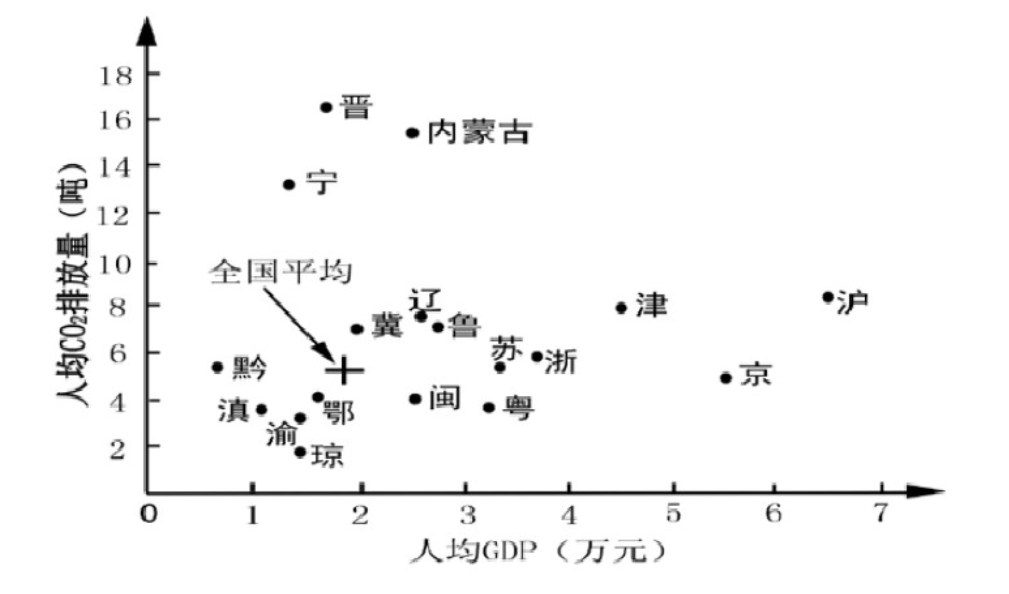 人均CO₂排放量（吨）
18
16
14
12
10
8
6
4
2
0
1
2
3
4
5
6
7
人均GDP（万元）
晋
内蒙古
宁
全国平均
辽
冀
鲁
津
沪
苏
浙
京
黔
滇
鄂
闽
粤
渝
琼